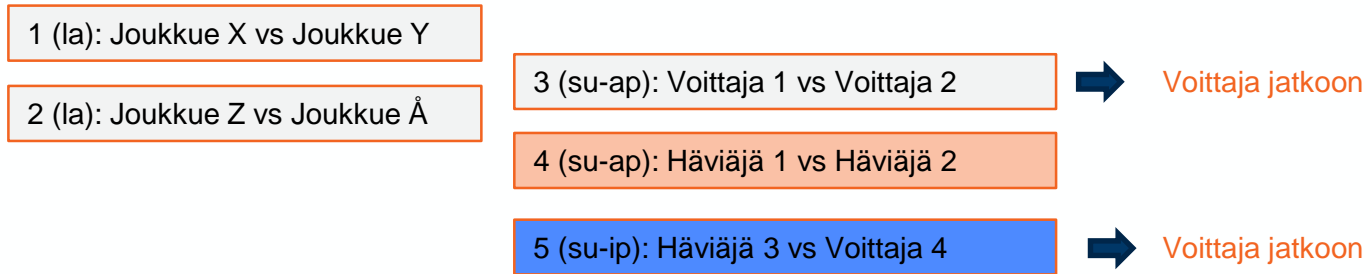 1 (la): Joukkue X vs Joukkue Y
2 (la): Joukkue Z vs Joukkue Å
3 (su-ap): Voittaja 1 vs Voittaja 2
Voittaja jatkoon
4 (su-ap): Häviäjä 1 vs Häviäjä 2
5 (su-ip): Häviäjä 3 vs Voittaja 4
Voittaja jatkoon